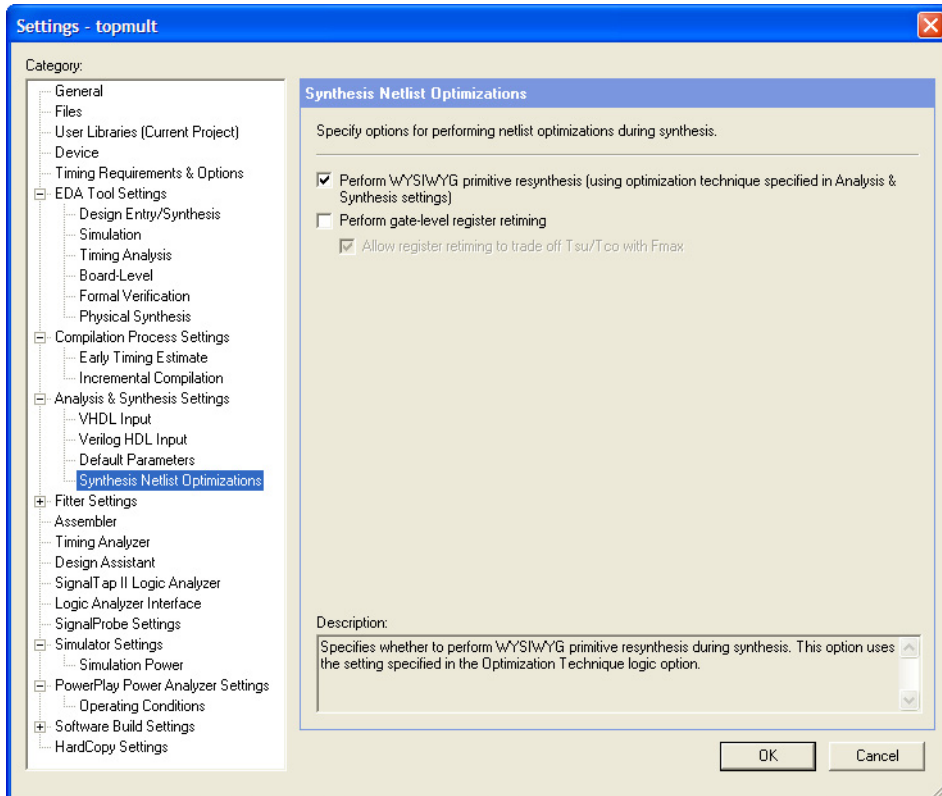 Settings - topmult
Category:
General
Files
User Libraries (Current Project)
Device
Timing Requirements & Options
EDA Tool Settings
Design Entry/Synthesis
Simulation
Timing Analysis
Board-Level
Formal Verification
Physical Synthesis
Compilation Process Settings
Early Timing Estimate
Incremental Compilation
Analysis & Synthesis Settings
VHDL Input
Verilog HDL Input
Default Parameters
Synthesis Netlist Optimizations
Fitter Settings
Assembler
Timing Analyzer
Design Assistant
SignalTap II Logic Analyzer
Logic Analyzer Interface
SignalProbe Settings
Simulator Settings
Simulation Power
PowerPlay Power Analyzer Settings
Operating Conditions
Software Build Settings
HardCopy Settings
Synthesis Netlist Optimizations
Specify options for performing netlist optimizations during synthesis.
Perform WYSIWYG primitive resynthesis (using optimization technique specified in Analysis &
Synthesis settings)
Perform gate-level register retiming
Allow register retiming to trade off Tsu/Tco with Fmax
Description:
Specifies whether to perform WYSIWYG primitive resynthesis during synthesis. This option uses
the setting specified in the Optimization Technique logic option.
OK
Cancel